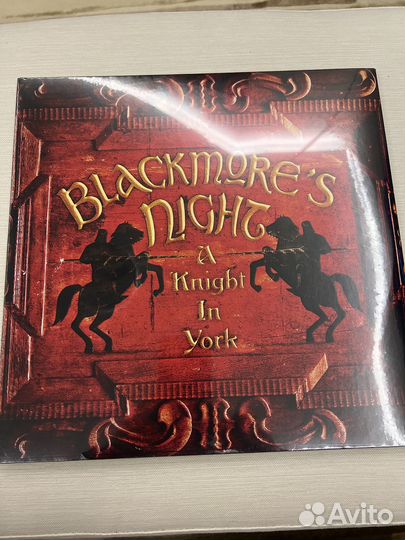 BLACKMORE'S
NIGHT
A
Knight
In
York
Avito